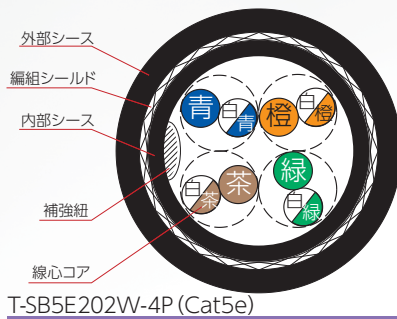 外部シース
編組シールド
内部シース
補強紐
線心コア
青
白
青
橙
白
橙
白
茶
茶
緑
白
緑
T-SB5E202W-4P (Cat5e)